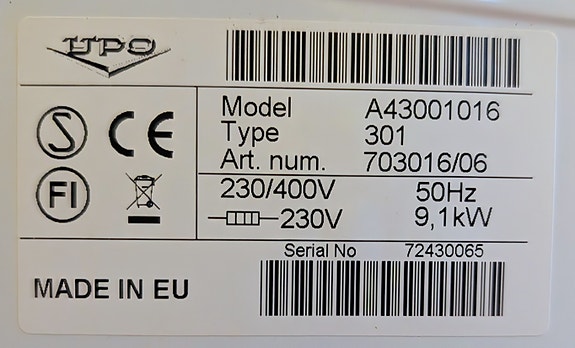 UPO
Model A43001016
Type 301
Art. num. 703016/06
S CE
FI
230/400V 50Hz
230V 9,1kW
Serial No 72430065
MADE IN EU